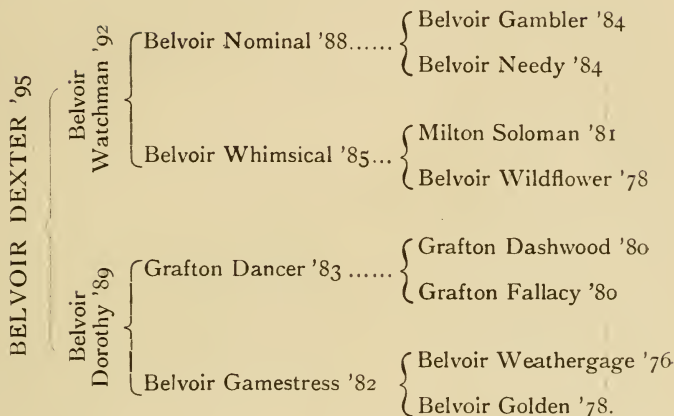 BELVOIR DEXTER '95
Belvoir
Watchman '92
Belvoir Nominal '88......
Belvoir Gambler '84
Belvoir Needy '84
Belvoir Whimsical '85...
Milton Soloman '81
Belvoir Wildflower '78
Belvoir
Dorothy '89
Grafton Dancer '83 ......
Grafton Dashwood '80
Grafton Fallacy '80
Belvoir Gamestress '82
Belvoir Weathergage '76
Belvoir Golden '78.